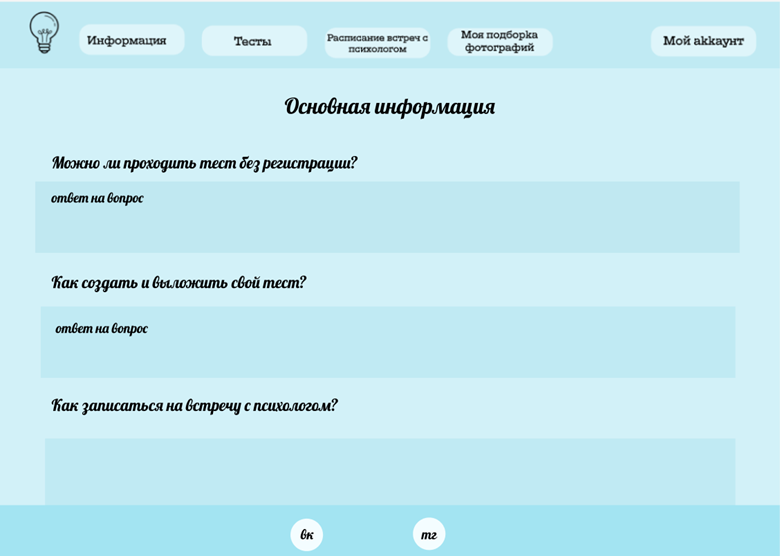 Информация
Тесты
Расписание встреч с
психологом
Моя подборка
фотографий
Мой аккаунт
Основная информация
Можно ли проходить тест без регистрации?
ответ на вопрос
Как создать и выложить свой тест?
ответ на вопрос
Как записаться на встречу с психологом?
вк
тг